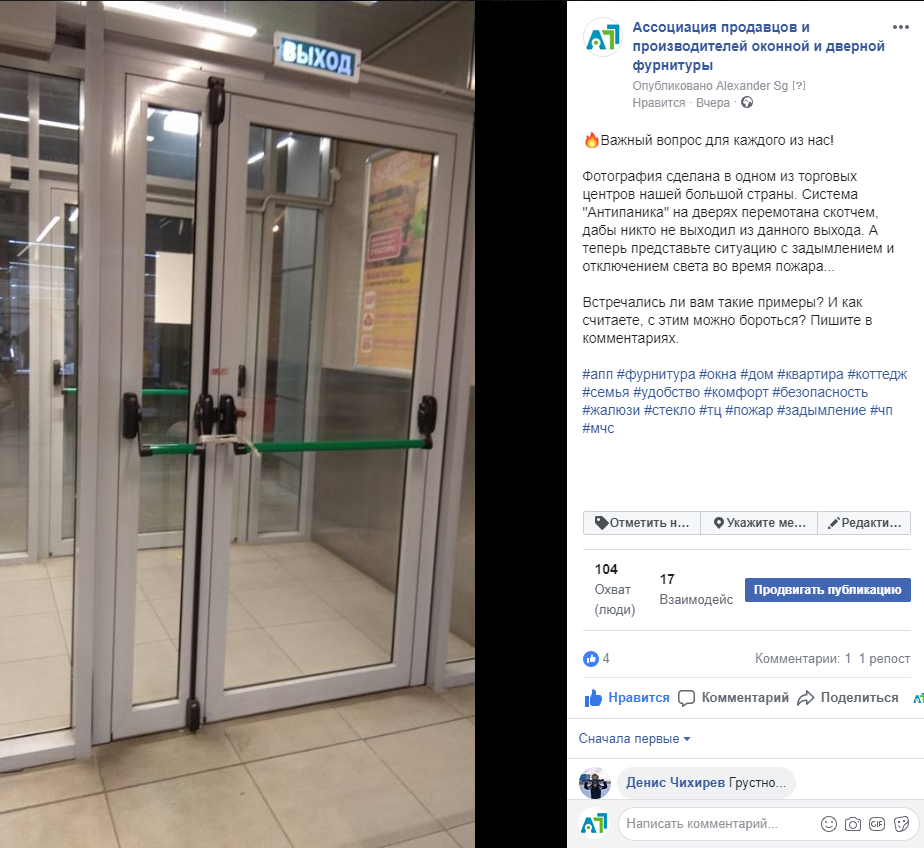 ВЫХОД
Ассоциация продавцов и
производителей оконной и дверной
фурнитуры
Опубликовано Alexander Sg [?]
Нравится · Вчера ·
🔥Важный вопрос для каждого из нас!
Фотография сделана в одном из торговых
центров нашей большой страны. Система
"Антипаника" на дверях перемотана скотчем,
дабы никто не выходил из данного выхода. А
теперь представьте ситуацию с задымлением и
отключением света во время пожара...
Встречались ли вам такие примеры? И как
считаете, с этим можно бороться? Пишите в
комментариях.
#апп #фурнитура #окна #дом #квартира #коттедж
#семья #удобство #комфорт #безопасность
#жалюзи #стекло #тц #пожар #задымление #чп
#мчс
Отметить н... Укажите ме... Редакти...
104
Охват
(люди)
17
Взаимодейс
Продвигать публикацию
4 Комментарии: 1 1 репост
Нравится Комментарий Поделиться
Сначала первые
Денис Чихирев Грустно...
Написать комментарий... GIF